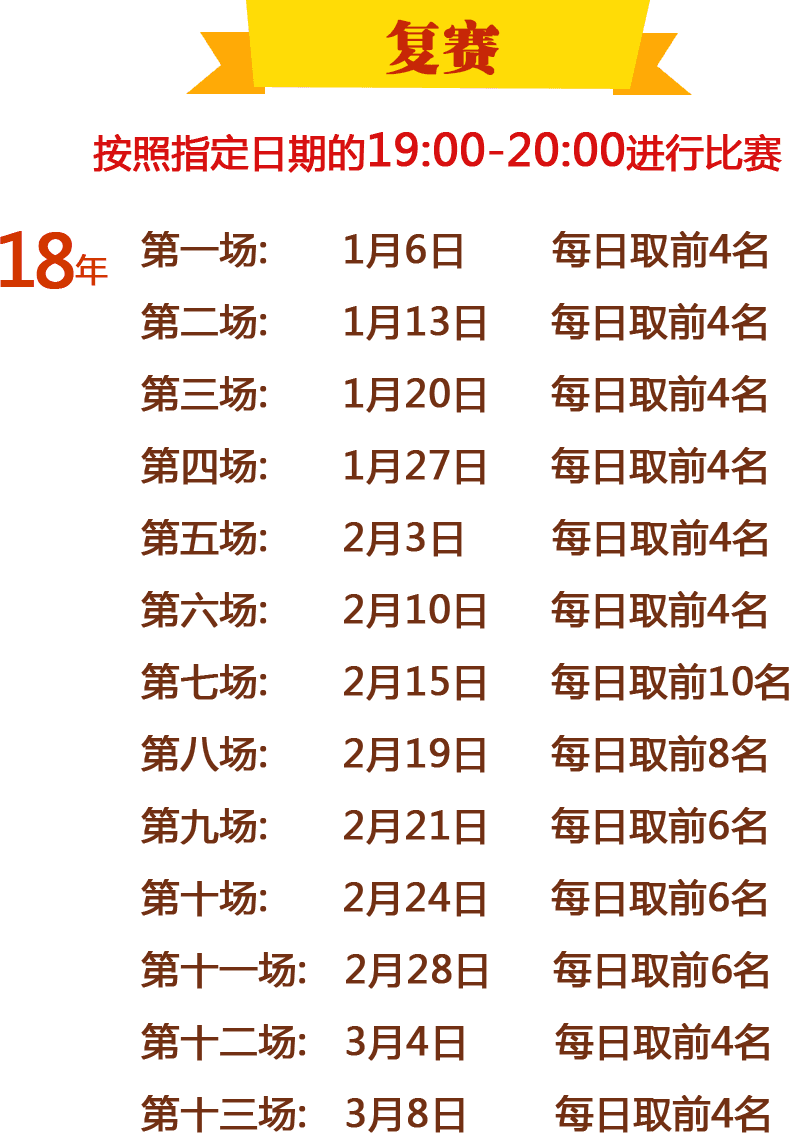 复赛
按照指定日期的19:00-20:00进行比赛
18年 第一场: 1月6日 每日取前4名
第二场: 1月13日 每日取前4名
第三场: 1月20日 每日取前4名
第四场: 1月27日 每日取前4名
第五场: 2月3日 每日取前4名
第六场: 2月10日 每日取前4名
第七场: 2月15日 每日取前10名
第八场: 2月19日 每日取前8名
第九场: 2月21日 每日取前6名
第十场: 2月24日 每日取前6名
第十一场: 2月28日 每日取前6名
第十二场: 3月4日 每日取前4名
第十三场: 3月8日 每日取前4名